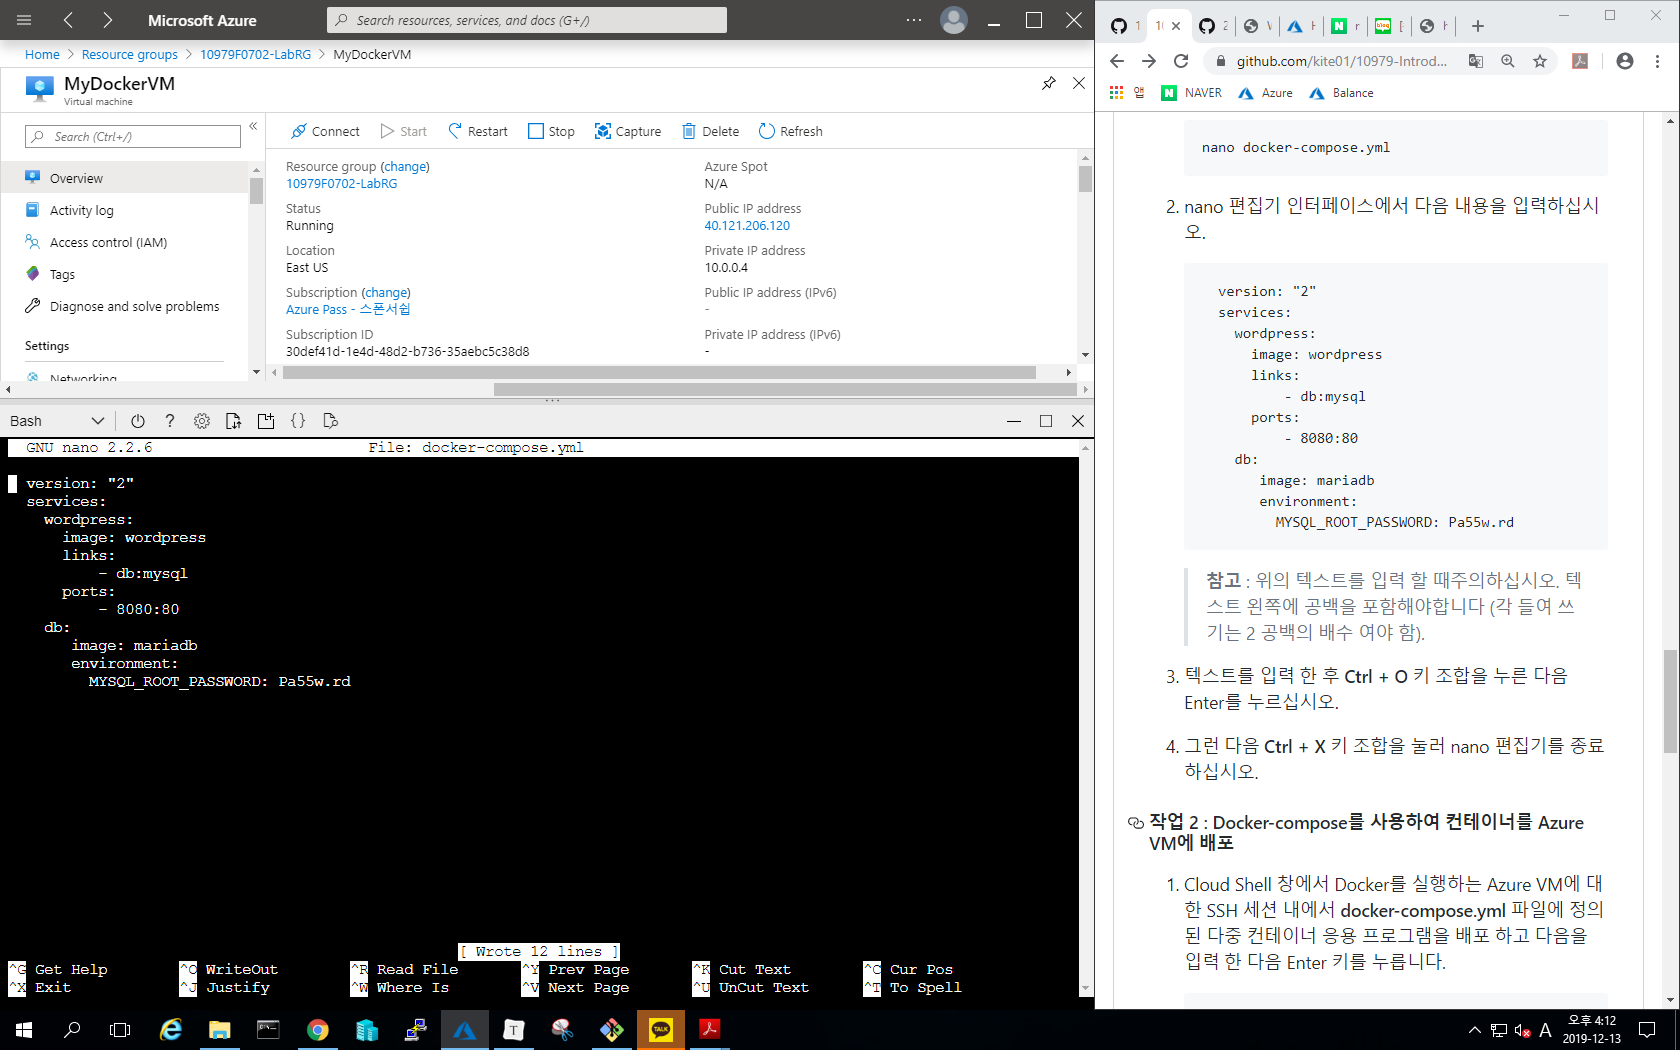 Microsoft Azure
Search resources, services, and docs (G+/)
Home > Resource groups > 10979F0702-LabRG > MyDockerVM
MyDockerVM
Virtual machine
Search (Ctrl+/)
Overview
Activity log
Access control (IAM)
Tags
Diagnose and solve problems
Settings
Networking
Connect Start Restart Stop Capture Delete Refresh
Resource group (change)
10979F0702-LabRG
Status
Running
Location
East US
Subscription (change)
Azure Pass - 스폰서쉽
Subscription ID
30def41d-1e4d-48d2-b736-35aebc5c38d8
Azure Spot
N/A
Public IP address
40.121.206.120
Private IP address
10.0.0.4
Public IP address (IPv6)
-
Private IP address (IPv6)
-
Bash
GNU nano 2.2.6 File: docker-compose.yml
version: "2"
services:
wordpress:
image: wordpress
links:
- db:mysql
ports:
- 8080:80
db:
image: mariadb
environment:
MYSQL_ROOT_PASSWORD: Pa55w.rd
[ Wrote 12 lines ]
^G Get Help ^O WriteOut ^R Read File ^Y Prev Page ^K Cut Text ^C Cur Pos
^X Exit ^J Justify ^W Where Is ^V Next Page ^U UnCut Text ^T To Spell
github.com/kite01/10979-Introd...
앱 NAVER Azure Balance
nano docker-compose.yml
2. nano 편집기 인터페이스에서 다음 내용을 입력하십시
오.
version: "2"
services:
wordpress:
image: wordpress
links:
- db:mysql
ports:
- 8080:80
db:
image: mariadb
environment:
MYSQL_ROOT_PASSWORD: Pa55w.rd
참고 : 위의 텍스트를 입력 할 때주의하십시오. 텍
스트 왼쪽에 공백을 포함해야합니다 (각 들여 쓰
기는 2 공백의 배수 여야 함).
3. 텍스트를 입력 한 후 Ctrl + O 키 조합을 누른 다음
Enter를 누르십시오.
4. 그런 다음 Ctrl + X 키 조합을 눌러 nano 편집기를 종료
하십시오.
작업 2 : Docker-compose를 사용하여 컨테이너를 Azure
VM에 배포
1. Cloud Shell 창에서 Docker를 실행하는 Azure VM에 대
한 SSH 세션 내에서 docker-compose.yml 파일에 정의
된 다중 컨테이너 응용 프로그램을 배포 하고 다음을
입력 한 다음 Enter 키를 누릅니다.
TALK
A
오후 4:12
2019-12-13